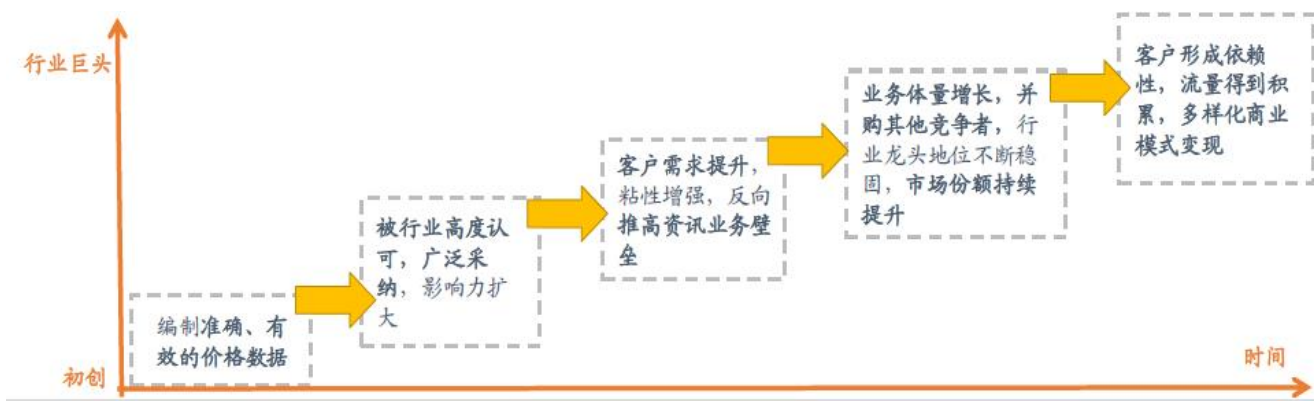 行业巨头
初创
时间
编制准确、有
效的价格数据
被行业高度认
可，广泛采
纳，影响力扩
大
客户需求提升，
粘性增强，反向
推高资讯业务壁
垒
业务体量增长，并
购其他竞争者，行
业龙头地位不断稳
固，市场份额持续
提升
客户形成依赖
性，流量得到积
累，多样化商业
模式变现